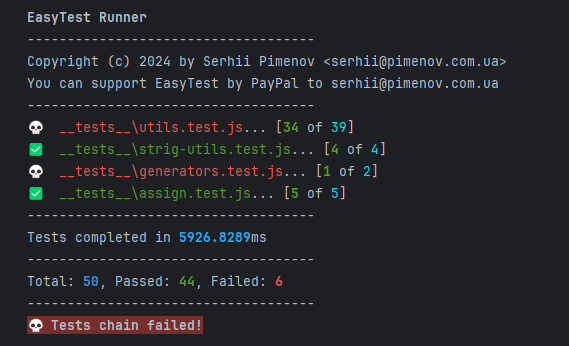 EasyTest Runner
-----------------------------------
Copyright (c) 2024 by Serhii Pimenov <serhii@pimenov.com.ua>
You can support EasyTest by PayPal to serhii@pimenov.com.ua
-----------------------------------
💀 __tests__\utils.test.js... [34 of 39]
✅ __tests__\strig-utils.test.js... [4 of 4]
💀 __tests__\generators.test.js... [1 of 2]
✅ __tests__\assign.test.js... [5 of 5]
-----------------------------------
Tests completed in 5926.8289ms
-----------------------------------
Total: 50, Passed: 44, Failed: 6
-----------------------------------
💀 Tests chain failed!